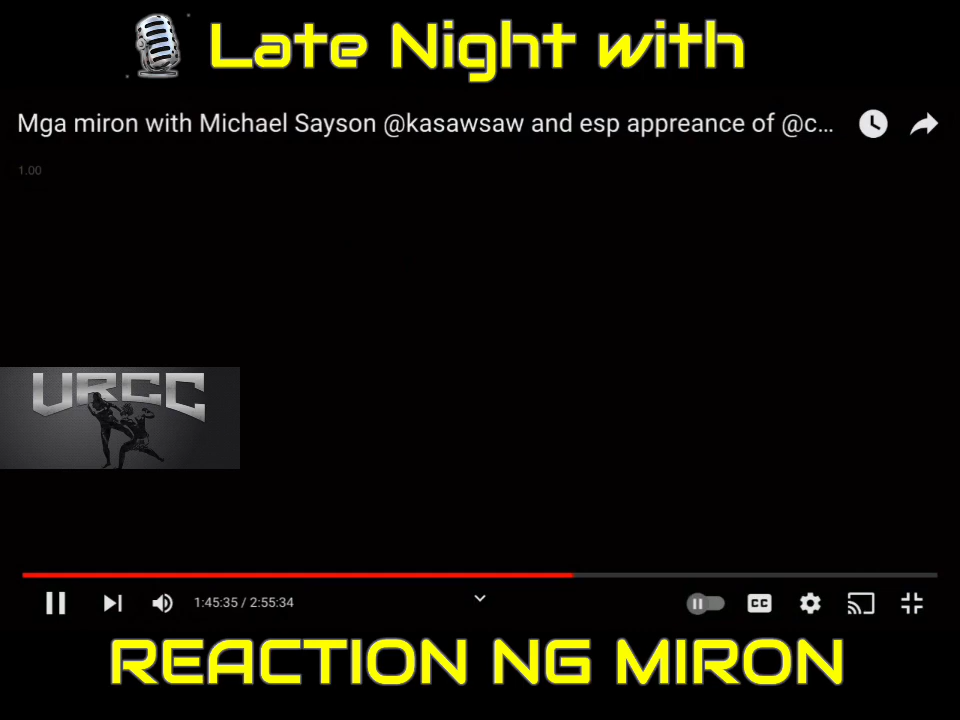 Late Night with
Mga miron with Michael Sayson @kasawsaw and esp appreance of @c...
1.00
URCC
1:45:35 / 2:55:34
CC
REACTION NG MIRON